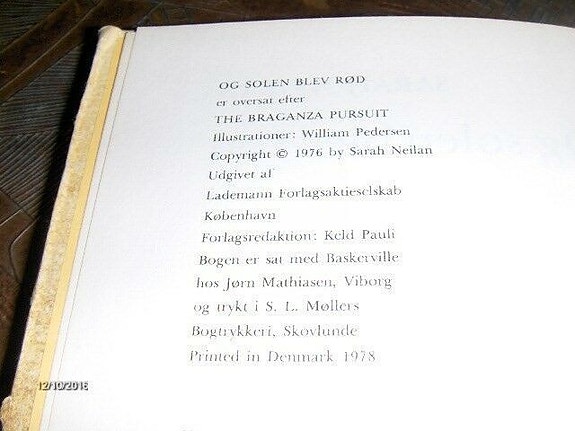 OG SOLEN BLEV RØD
er oversat efter
THE BRAGANZA PURSUIT
Illustrationer: William Pedersen
Copyright © 1976 by Sarah Neilan
Udgivet af
Lademann Forlagsaktieselskab
København
Forlagsredaktion: Keld Pauli
Bogen er sat med Baskerville
hos Jørn Mathiasen, Viborg
og trykt i S. L. Møllers
Bogtrykkeri, Skovlunde
Printed in Denmark 1978
12/10/2016